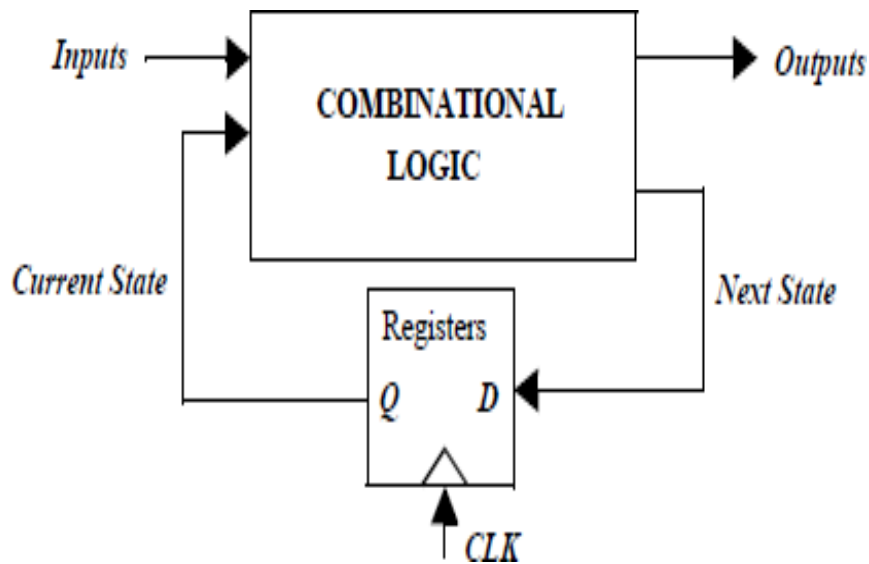 Inputs
COMBINATIONAL
LOGIC
Outputs
Current State
Next State
Registers
Q D
CLK